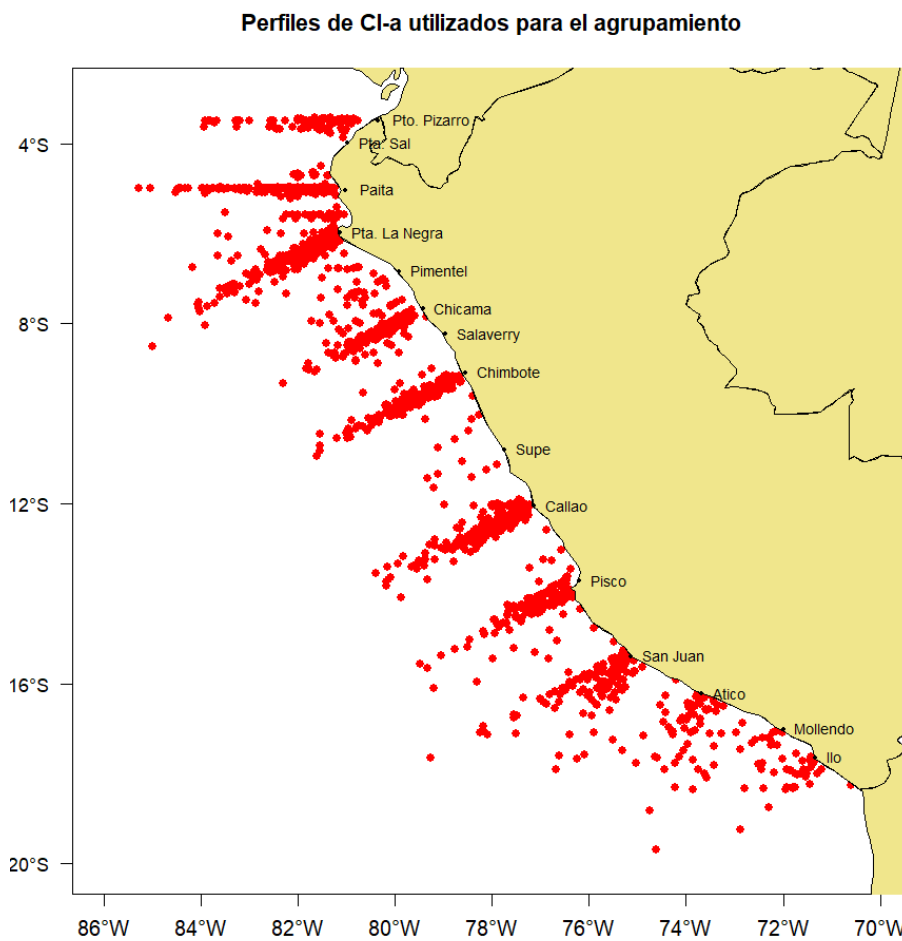 Perfiles de Cl-a utilizados para el agrupamiento
Pto. Pizarro
4°S
Pta. Sal
Paita
Pta. La Negra
Pimentel
Chicama
8°S
Salaverry
Chimbote
Supe
12°S
Callao
Pisco
San Juan
16°S
Atico
Mollendo
Ilo
20°S
86°W 84°W 82°W 80°W 78°W 76°W 74°W 72°W 70°W